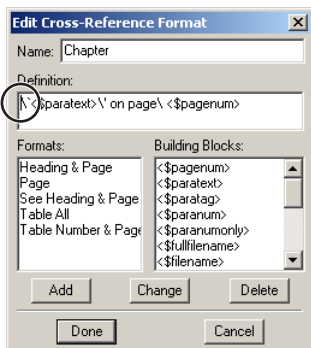 Edit Cross-Reference Format
Name: Chapter
Definition:
\`<$paratext>\' on page\ <$pagenum>
Formats:
Heading & Page
Page
See Heading & Page
Table All
Table Number & Page
Building Blocks:
<$pagenum>
<$paratext>
<$paratag>
<$paranum>
<$paranumonly>
<$fullfilename>
<$filename>
Add Change Delete
Done Cancel